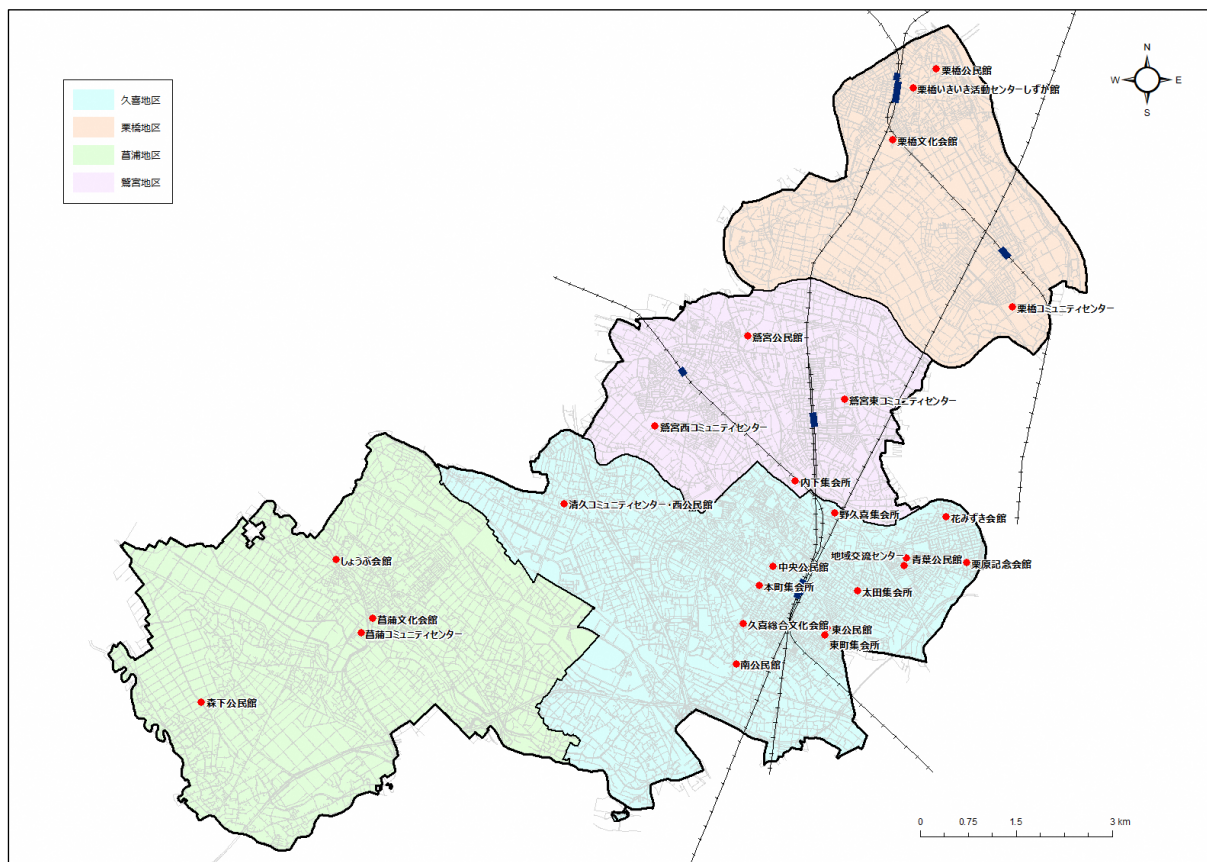 久喜地区
栗橋地区
菖蒲地区
鷲宮地区
N
W
E
S
栗橋公民館
栗橋いきいき活動センターしずか館
栗橋文化会館
栗橋コミュニティセンター
鷲宮公民館
鷲宮東コミュニティセンター
鷲宮西コミュニティセンター
内下集会所
清久コミュニティセンター・西公民館
野久喜集会所
花みずき会館
地域交流センター
青葉公民館
栗原記念会館
しょうぶ会館
中央公民館
本町集会所
太田集会所
菖蒲文化会館
久喜総合文化会館
東公民館
菖蒲コミュニティセンター
東町集会所
南公民館
森下公民館
0 0.75 1.5 3 km